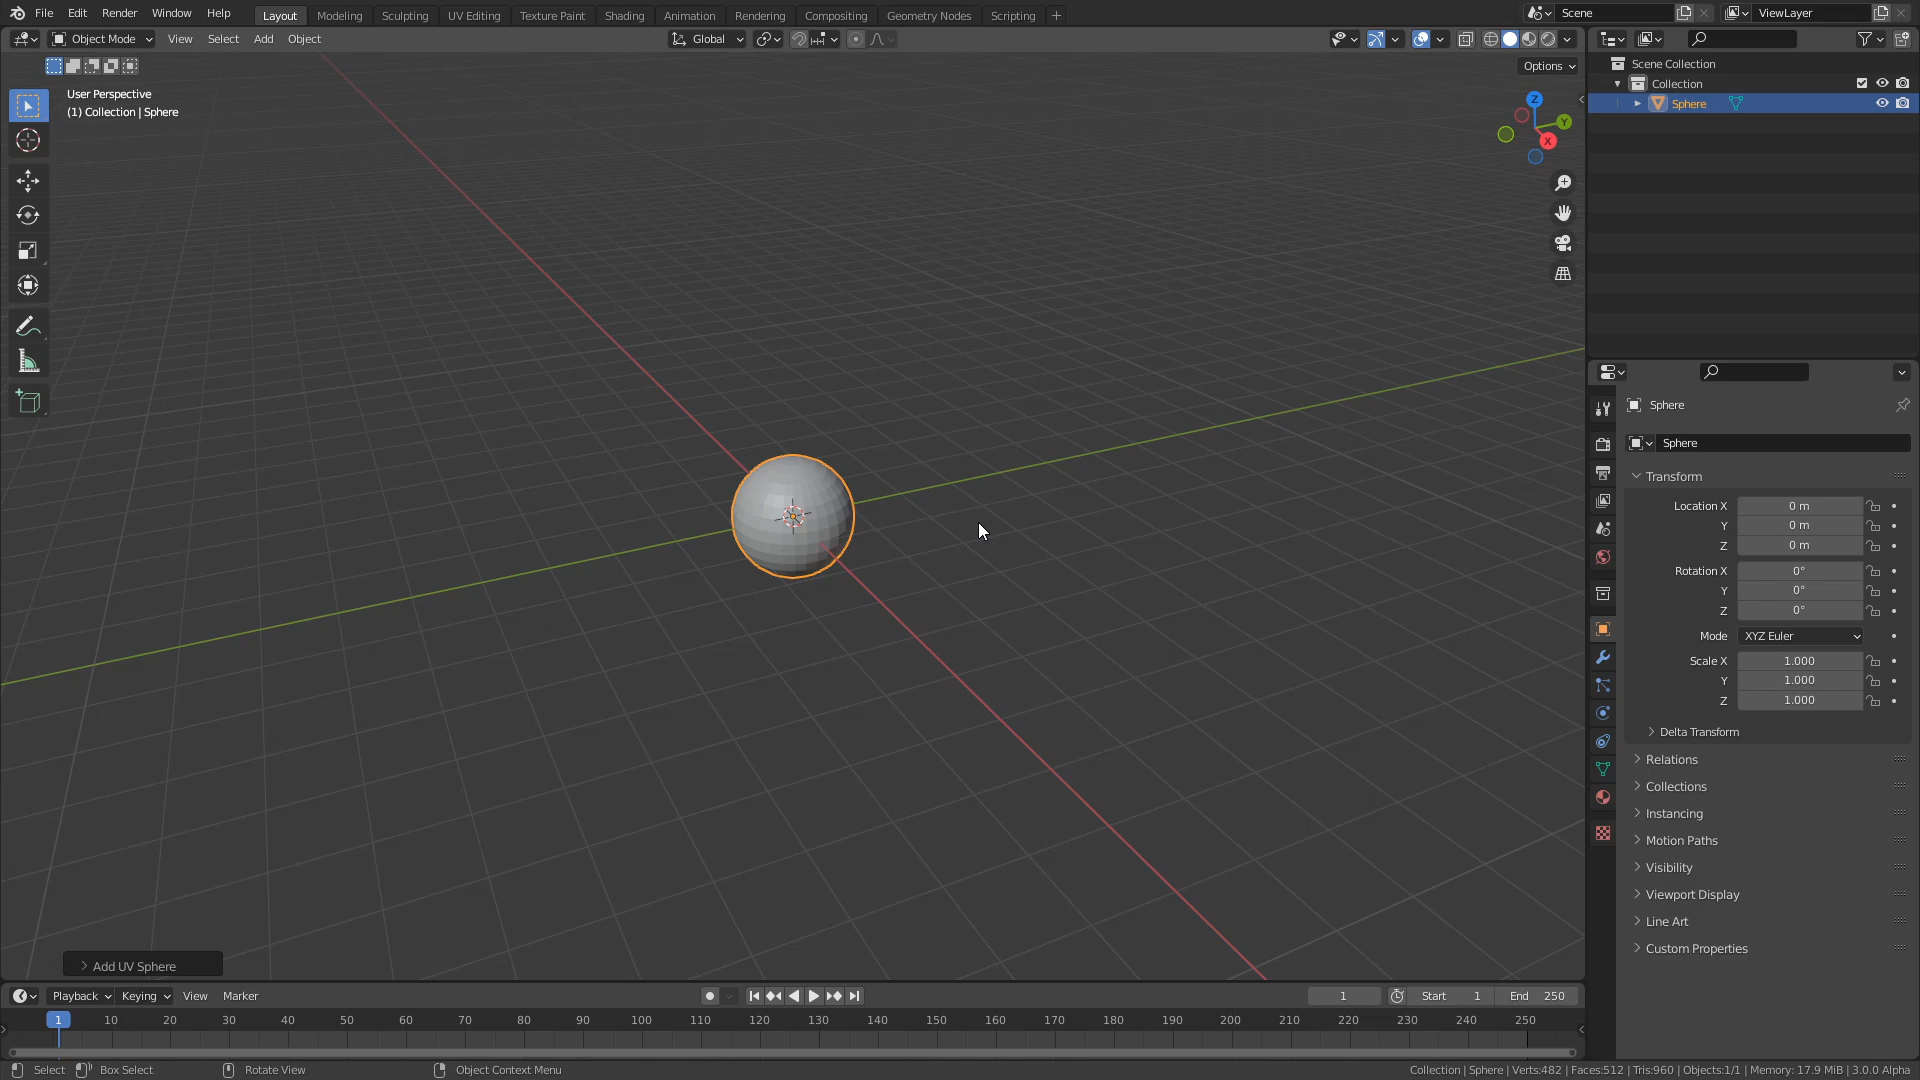 File Edit Render Window Help Layout Modeling Sculpting UV Editing Texture Paint Shading Animation Rendering Compositing Geometry Nodes Scripting + Scene ViewLayer
Object Mode View Select Add Object Global
Options
User Perspective
(1) Collection | Sphere
Z
Y
X
Scene Collection
Collection
Sphere
Sphere
Sphere
Transform
Location X 0 m
Y 0 m
Z 0 m
Rotation X 0°
Y 0°
Z 0°
Mode XYZ Euler
Scale X 1.000
Y 1.000
Z 1.000
Delta Transform
Relations
Collections
Instancing
Motion Paths
Visibility
Viewport Display
Line Art
Custom Properties
Add UV Sphere
Playback Keying View Marker 1 Start 1 End 250
1 10 20 30 40 50 60 70 80 90 100 110 120 130 140 150 160 170 180 190 200 210 220 230 240 250
Select Box Select Rotate View Object Context Menu Collection | Sphere | Verts:482 | Faces:512 | Tris:960 | Objects:1/1 | Memory: 17.9 MiB | 3.0.0 Alpha